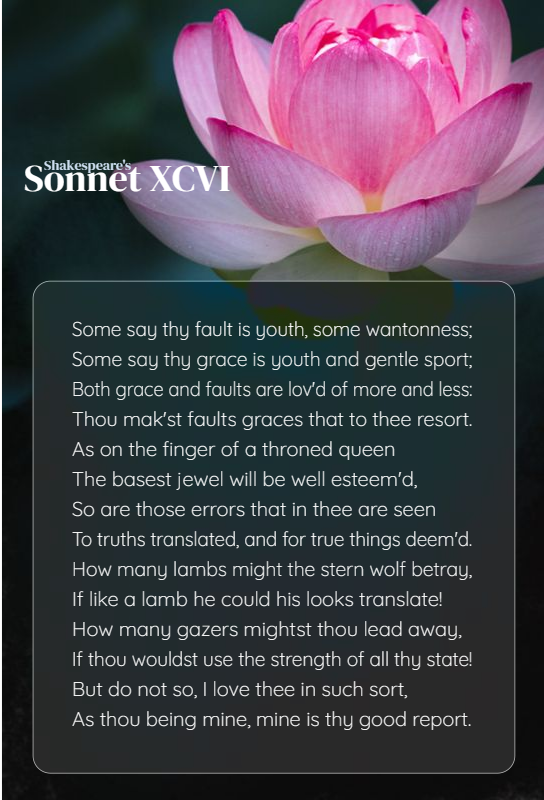 Shakespeare's
Sonnet XCVI
Some say thy fault is youth, some wantonness;
Some say thy grace is youth and gentle sport;
Both grace and faults are lov'd of more and less:
Thou mak'st faults graces that to thee resort.
As on the finger of a throned queen
The basest jewel will be well esteem'd,
So are those errors that in thee are seen
To truths translated, and for true things deem'd.
How many lambs might the stern wolf betray,
If like a lamb he could his looks translate!
How many gazers mightst thou lead away,
If thou wouldst use the strength of all thy state!
But do not so, I love thee in such sort,
As thou being mine, mine is thy good report.